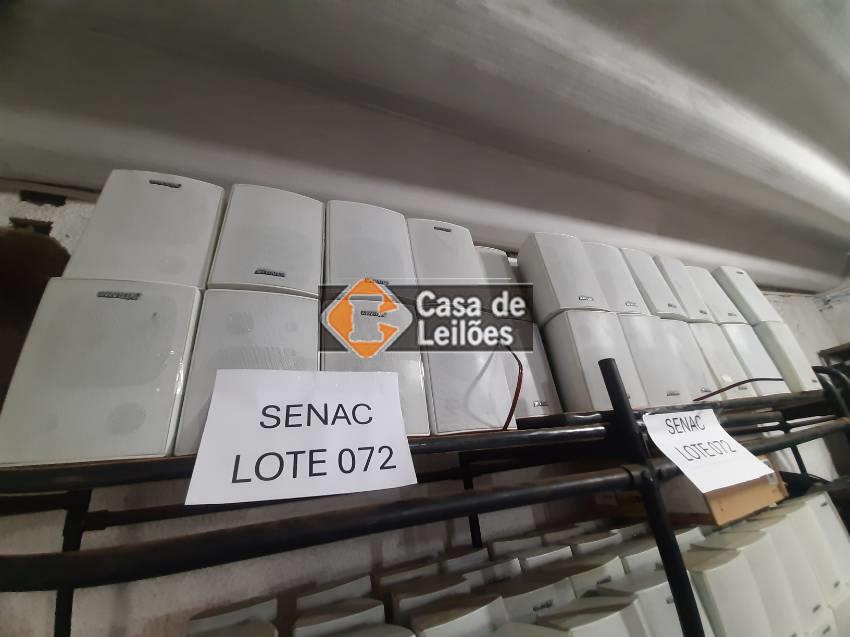 Casa de
Leilões
SENAC
LOTE 072
SENAC
LOTE 072